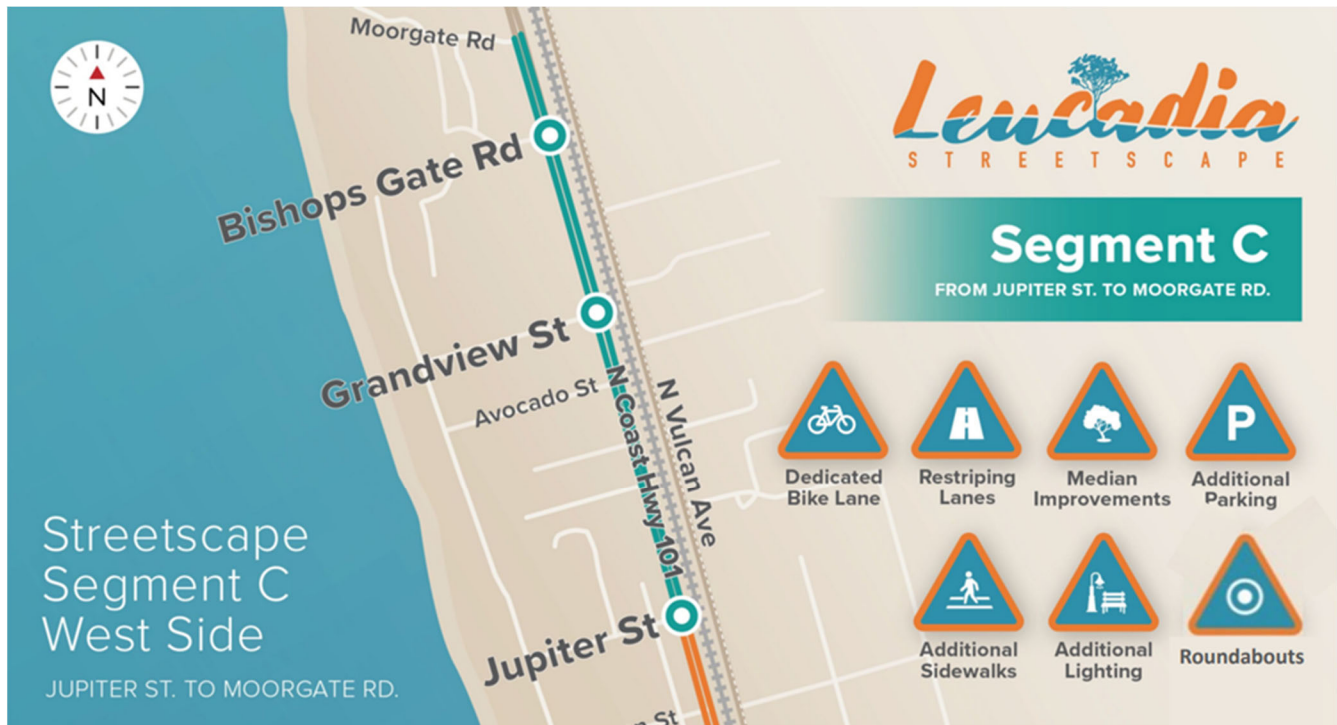 Moorgate Rd
N
Bishops Gate Rd
Grandview St
Avocado St
N Coast Hwy 101
N Vulcan Ave
Jupiter St
n St
Streetscape
Segment C
West Side
JUPITER ST. TO MOORGATE RD.
Leucadia
STREETSCAPE
Segment C
FROM JUPITER ST. TO MOORGATE RD.
Dedicated
Bike Lane
Restriping
Lanes
Median
Improvements
P
Additional
Parking
Additional
Sidewalks
Additional
Lighting
Roundabouts